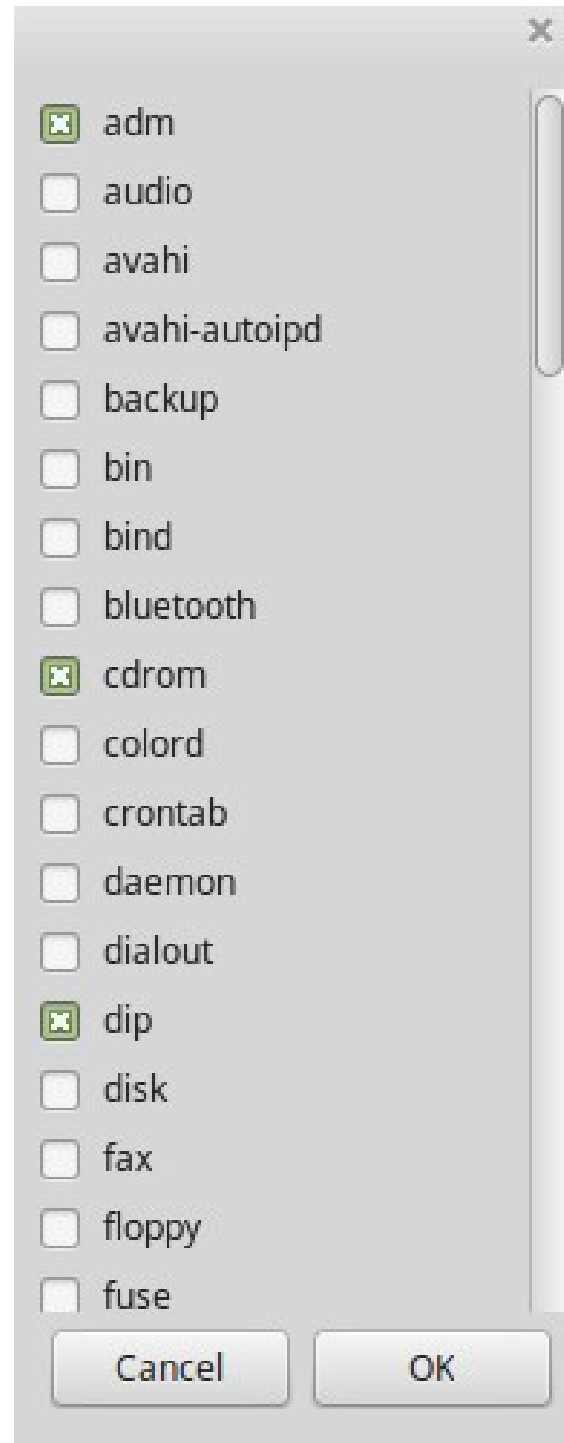 adm
audio
avahi
avahi-autoipd
backup
bin
bind
bluetooth
cdrom
colord
crontab
daemon
dialout
dip
disk
fax
floppy
fuse
Cancel
OK